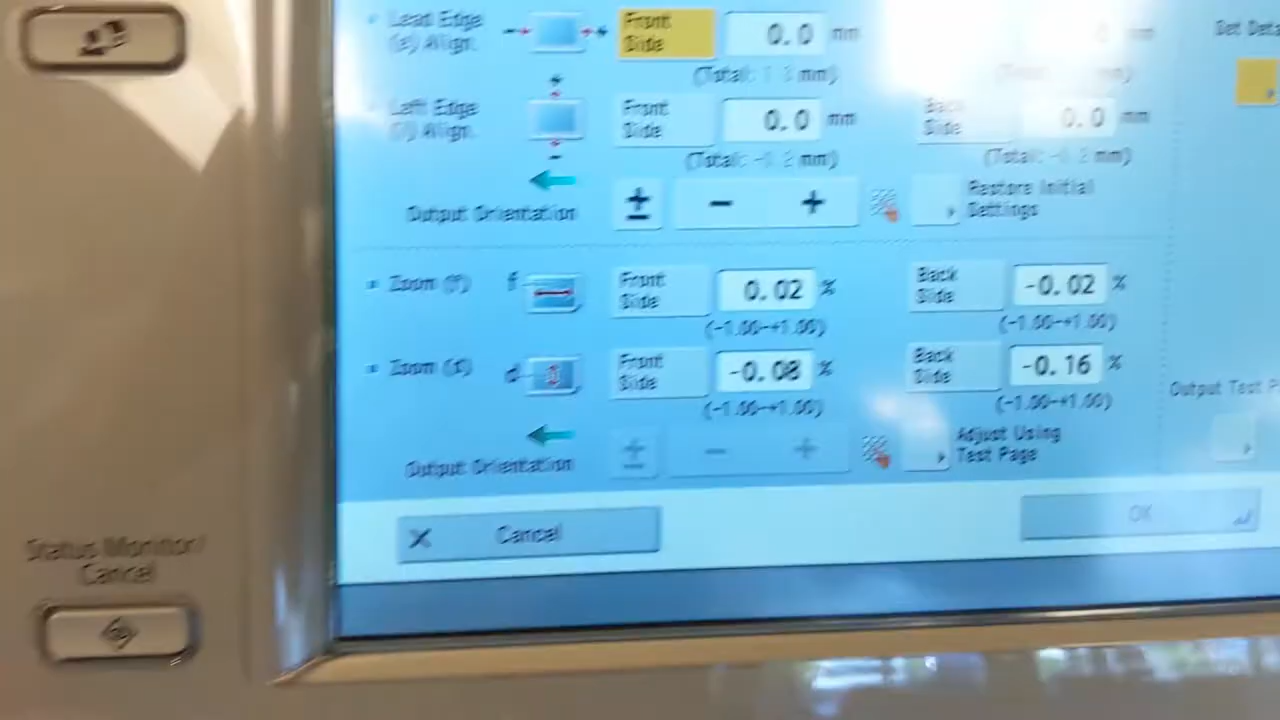 Lead Edge
(e) Align.
Front
Side
0.0 mm
Left Edge
(l) Align.
Front
Side
0.0 mm
Back
Side
0.0 mm
Output Orientation
±
−
+
Restore Initial
Settings
Zoom (f)
f
Front
Side
0.02 %
(-1.00-+1.00)
Back
Side
-0.02 %
(-1.00-+1.00)
Zoom (d)
d
Front
Side
-0.08 %
(-1.00-+1.00)
Back
Side
-0.16 %
(-1.00-+1.00)
Output Orientation
±
−
+
Adjust Using
Test Page
Output Test
Cancel
OK
Status Monitor/
Cancel